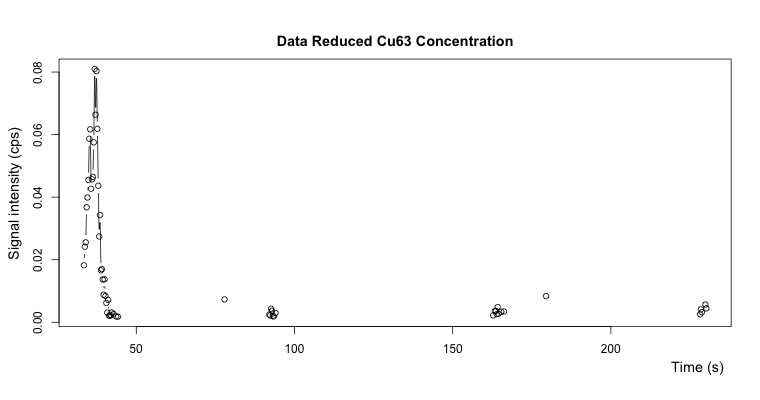 Data Reduced Cu63 Concentration
Signal intensity (cps)
0.08
0.06
0.04
0.02
0.00
50 100 150 200
Time (s)